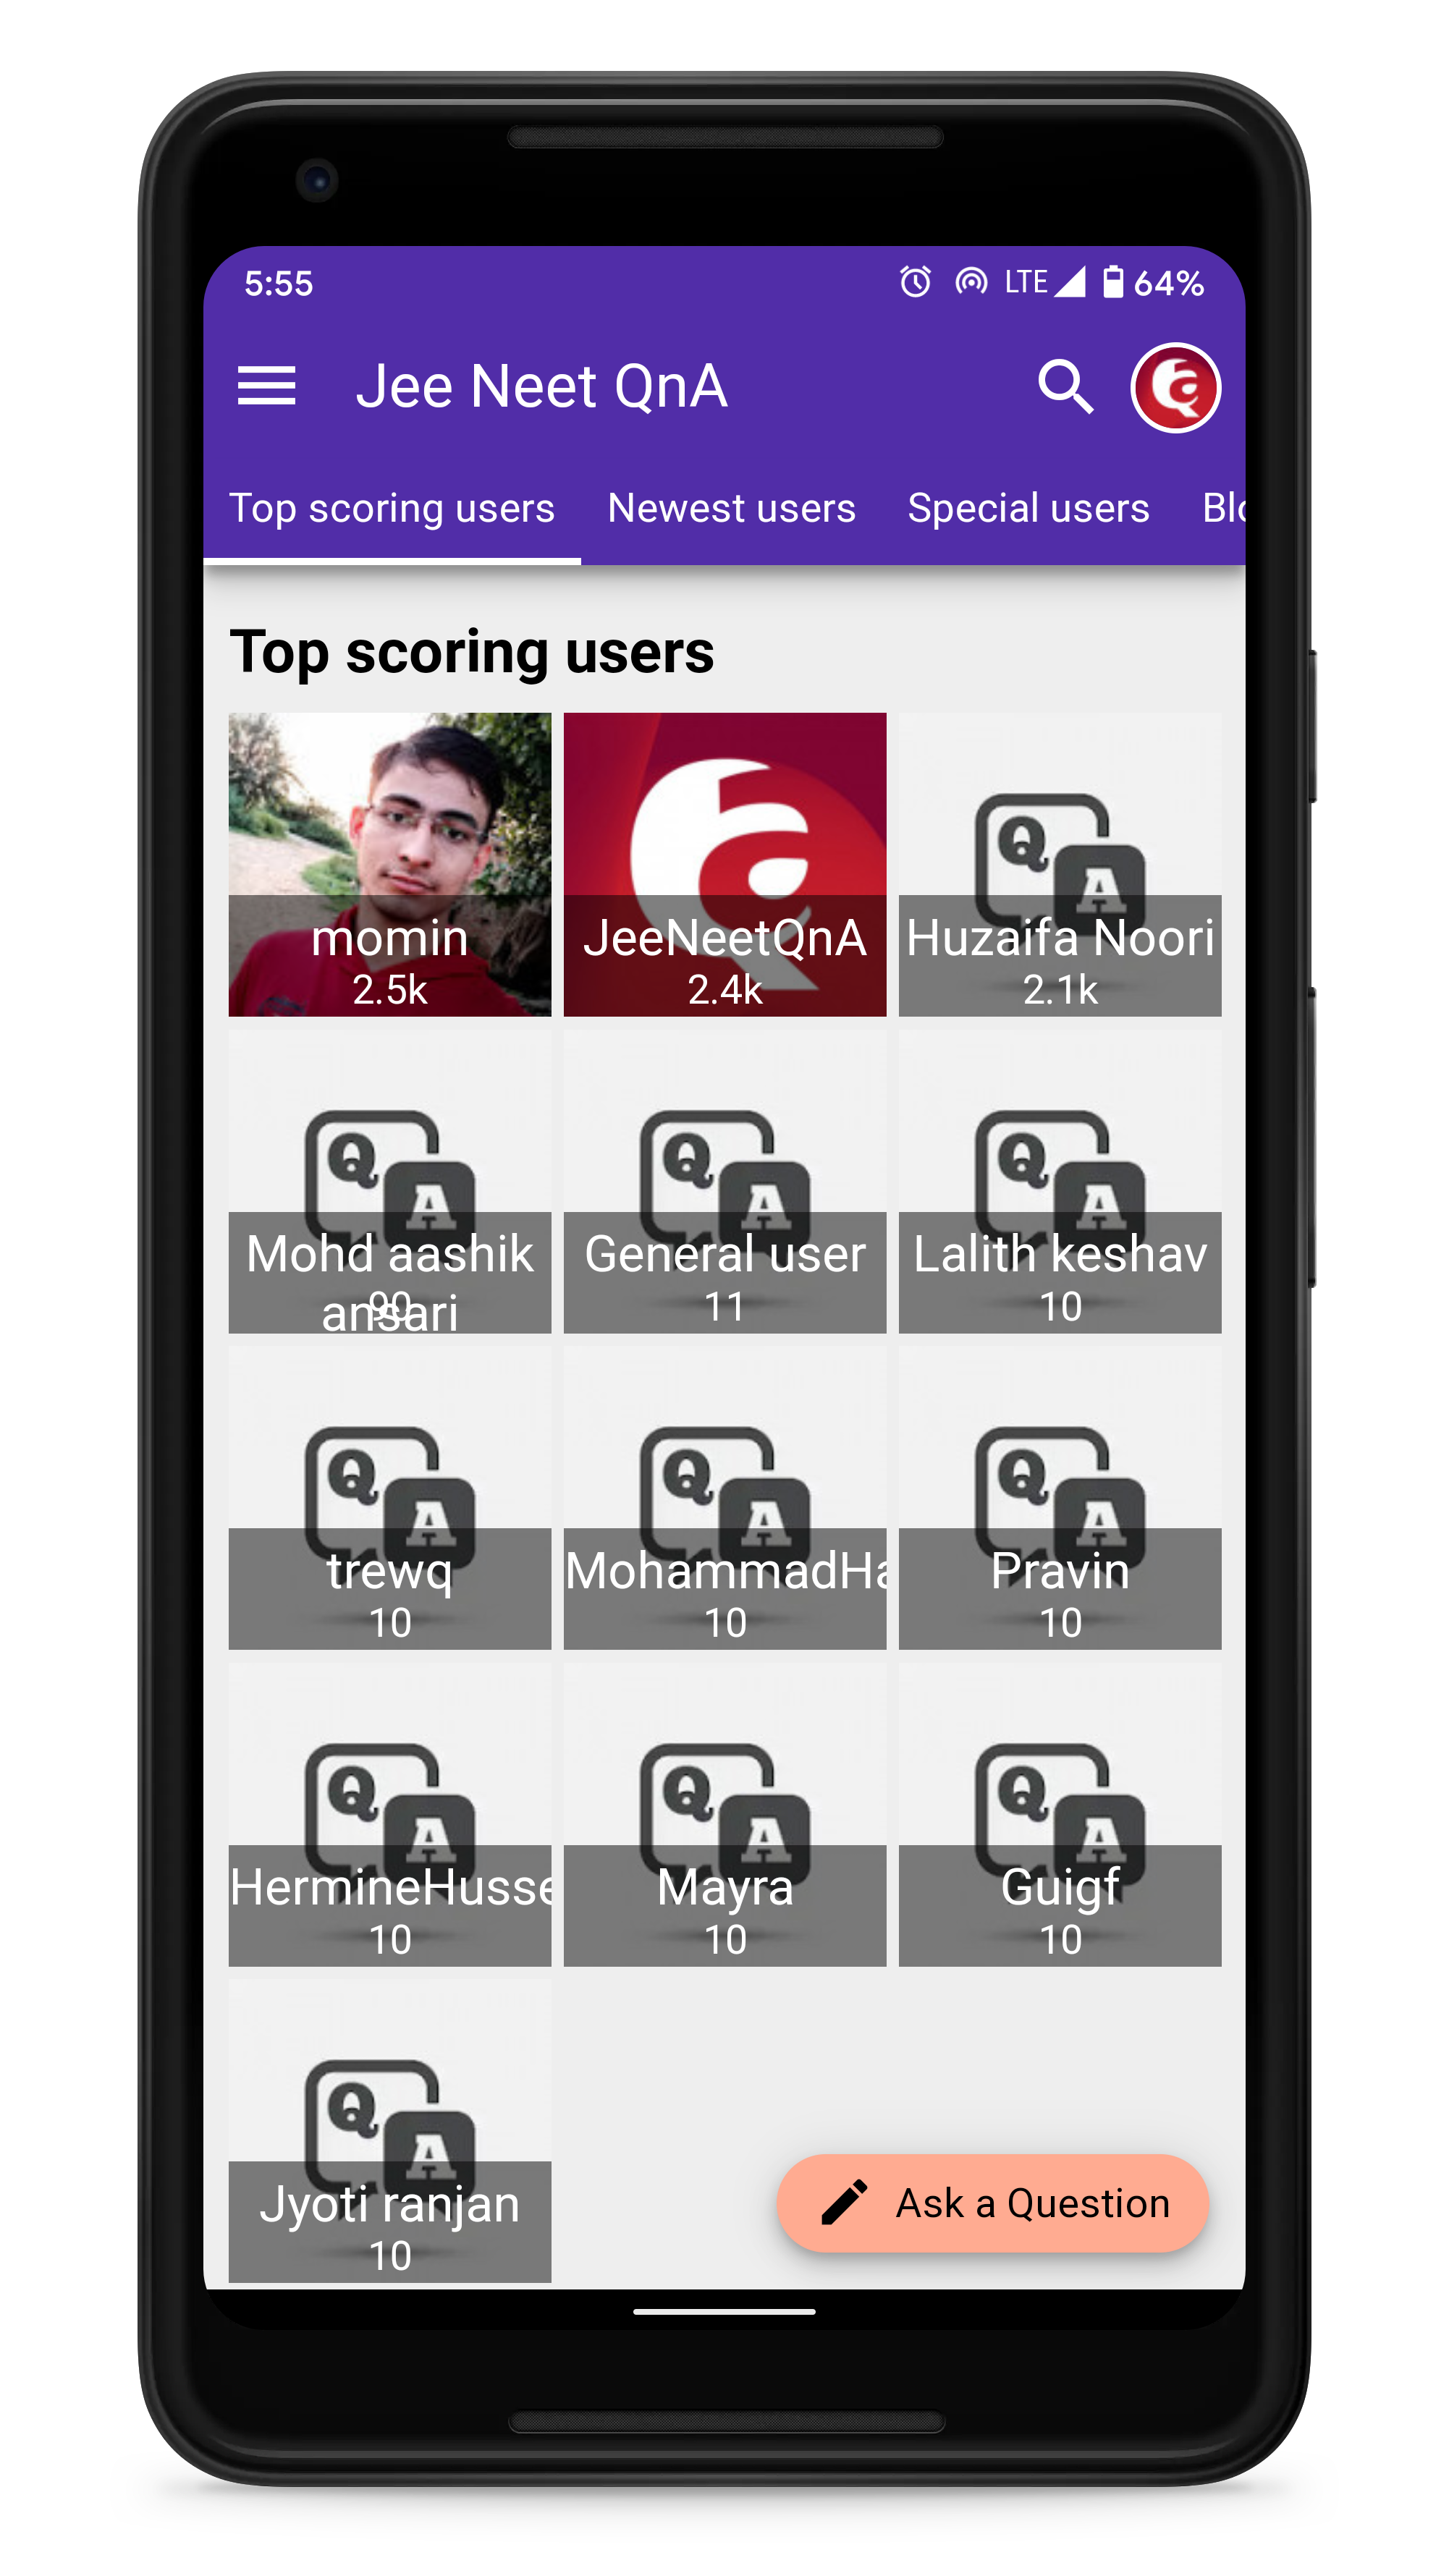 5:55 LTE 64%
Jee Neet QnA
Top scoring users Newest users Special users Blo
Top scoring users
momin JeeNeetQnA Huzaifa Noori
2.5k 2.4k 2.1k
Mohd aashik General user Lalith keshav
ansari 11 10
trewq MohammadHa Pravin
10 10 10
HermineHusse Mayra Guigf
10 10 10
Jyoti ranjan
10
Ask a Question